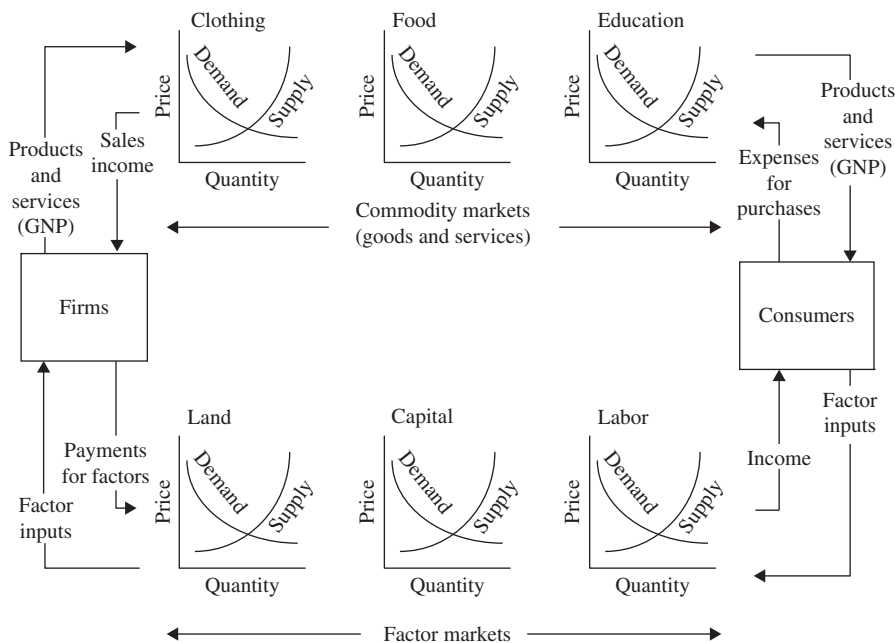 Clothing
Food
Education
Price
Demand
Supply
Quantity
Price
Demand
Supply
Quantity
Price
Demand
Supply
Quantity
Products
and
services
(GNP)
Sales
income
Commodity markets
(goods and services)
Expenses
for
purchases
Products
and
services
(GNP)
Firms
Consumers
Land
Capital
Labor
Price
Demand
Supply
Quantity
Price
Demand
Supply
Quantity
Price
Demand
Supply
Quantity
Payments
for factors
Factor
inputs
Income
Factor
inputs
Factor markets